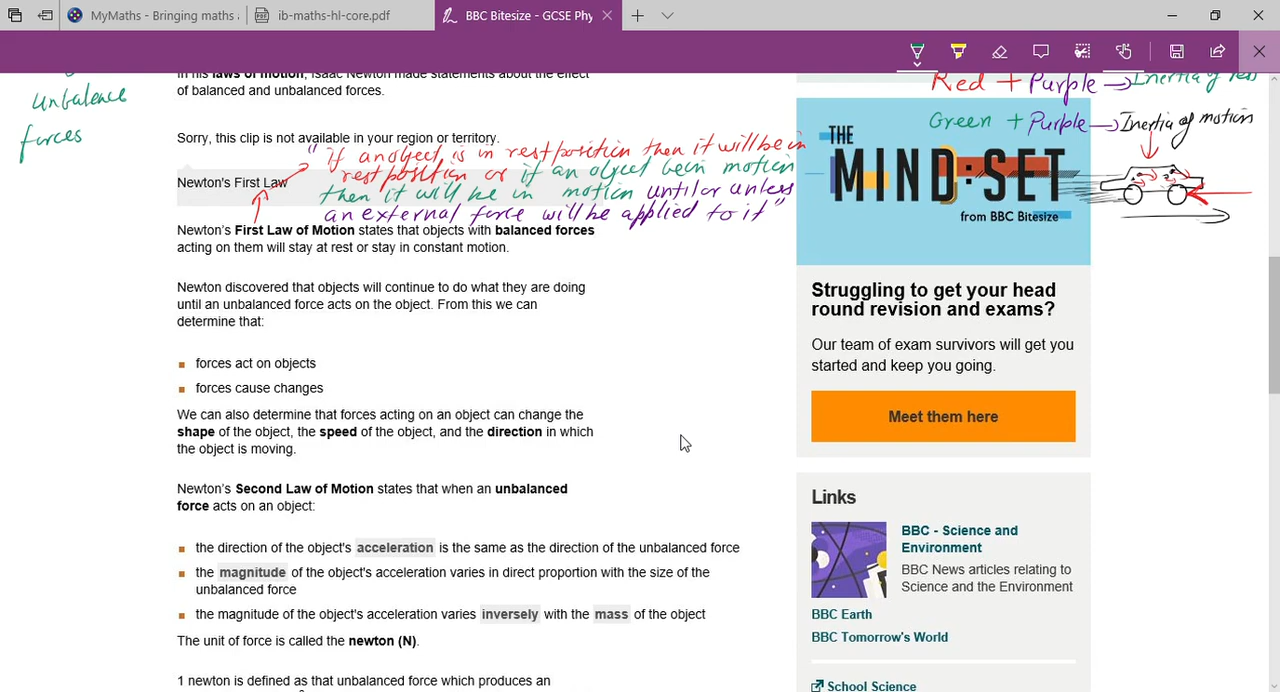 MyMaths - Bringing maths
ib-maths-hl-core.pdf
BBC Bitesize - GCSE Phy
In his laws of motion, Isaac Newton made statements about the effect
of balanced and unbalanced forces.
Unbalence
forces
Red + Purple → Inertia of
Green + Purple → Inertia of motion
Sorry, this clip is not available in your region or territory.
"if an object is in rest position then it will be in
rest position or if an object been motion
then it will be in motion until or unless
an external force will be applied to it"
Newton's First Law
Newton's First Law of Motion states that objects with balanced forces
acting on them will stay at rest or stay in constant motion.
Newton discovered that objects will continue to do what they are doing
until an unbalanced force acts on the object. From this we can
determine that:
forces act on objects
forces cause changes
We can also determine that forces acting on an object can change the
shape of the object, the speed of the object, and the direction in which
the object is moving.
Newton's Second Law of Motion states that when an unbalanced
force acts on an object:
the direction of the object's acceleration is the same as the direction of the unbalanced force
the magnitude of the object's acceleration varies in direct proportion with the size of the
unbalanced force
the magnitude of the object's acceleration varies inversely with the mass of the object
The unit of force is called the newton (N).
1 newton is defined as that unbalanced force which produces an
THE
MIND:SET
from BBC Bitesize
Struggling to get your head
round revision and exams?
Our team of exam survivors will get you
started and keep you going.
Meet them here
Links
BBC - Science and
Environment
BBC News articles relating to
Science and the Environment
BBC Earth
BBC Tomorrow's World
School Science